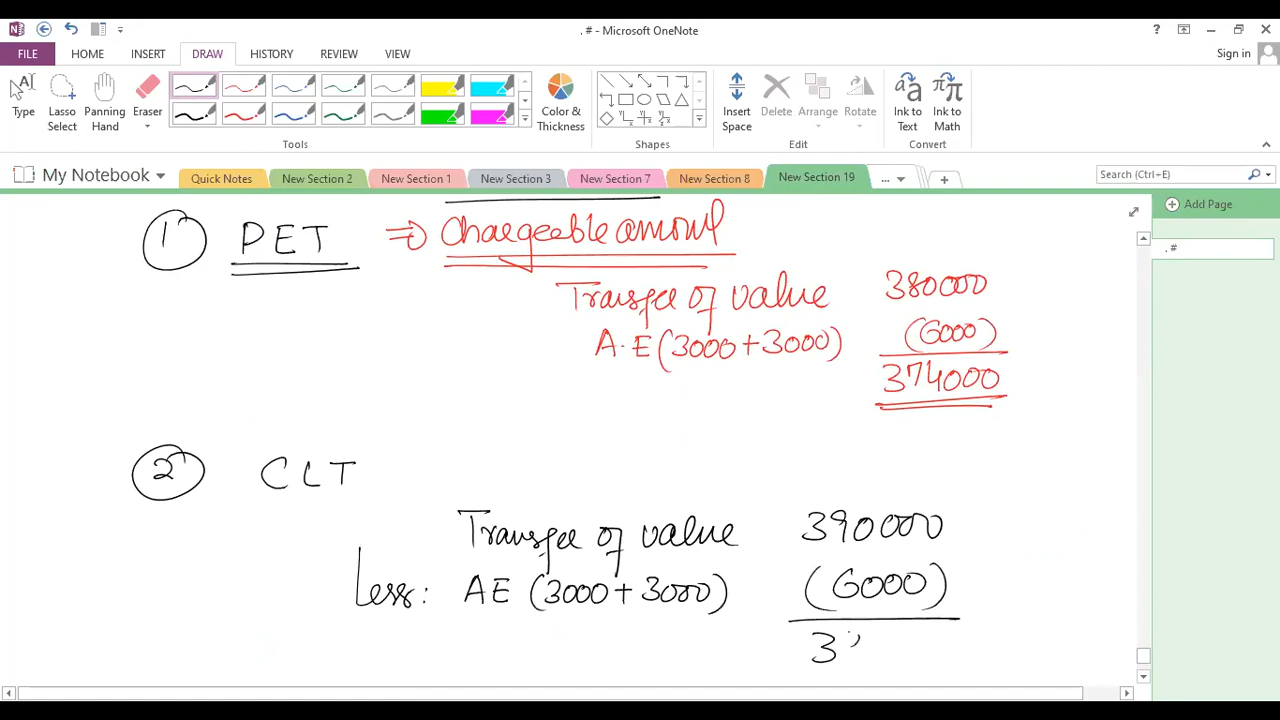 . # - Microsoft OneNote
?
FILE HOME INSERT DRAW HISTORY REVIEW VIEW
Sign in
Type
Lasso Select
Panning Hand
Eraser
Color & Thickness
Insert Space
Delete
Arrange
Rotate
Ink to Text
Ink to Math
Tools Shapes Edit Convert
My Notebook Quick Notes New Section 2 New Section 1 New Section 3 New Section 7 New Section 8 New Section 19 ... +
Search (Ctrl+E)
Add Page
. #
1 PET ⇒ Chargeable amount
Transfer of value 380000
A.E (3000+3000) (6000)
374000
2 CLT
Transfer of value 390000
Less: AE (3000+3000) (6000)
3